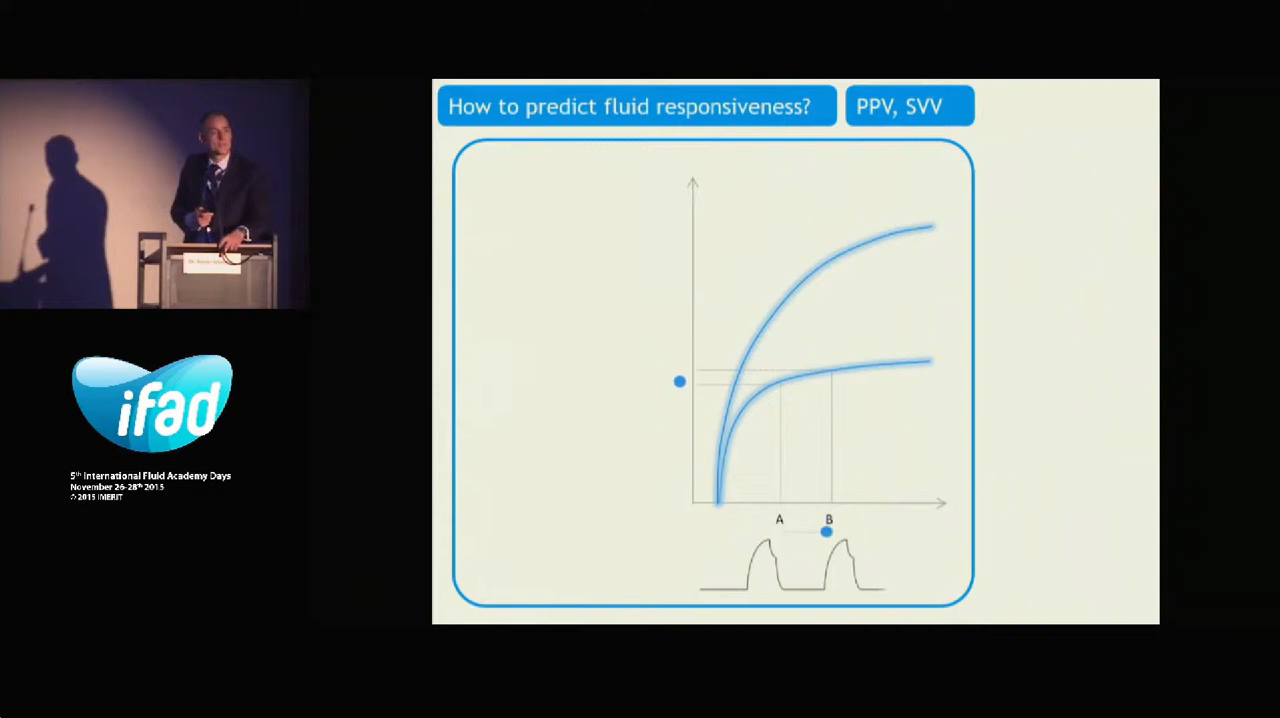 How to predict fluid responsiveness?
PPV, SVV
A
B
ifad
5th International Fluid Academy Days
November 26-28th 2015
© 2015 iMERiT